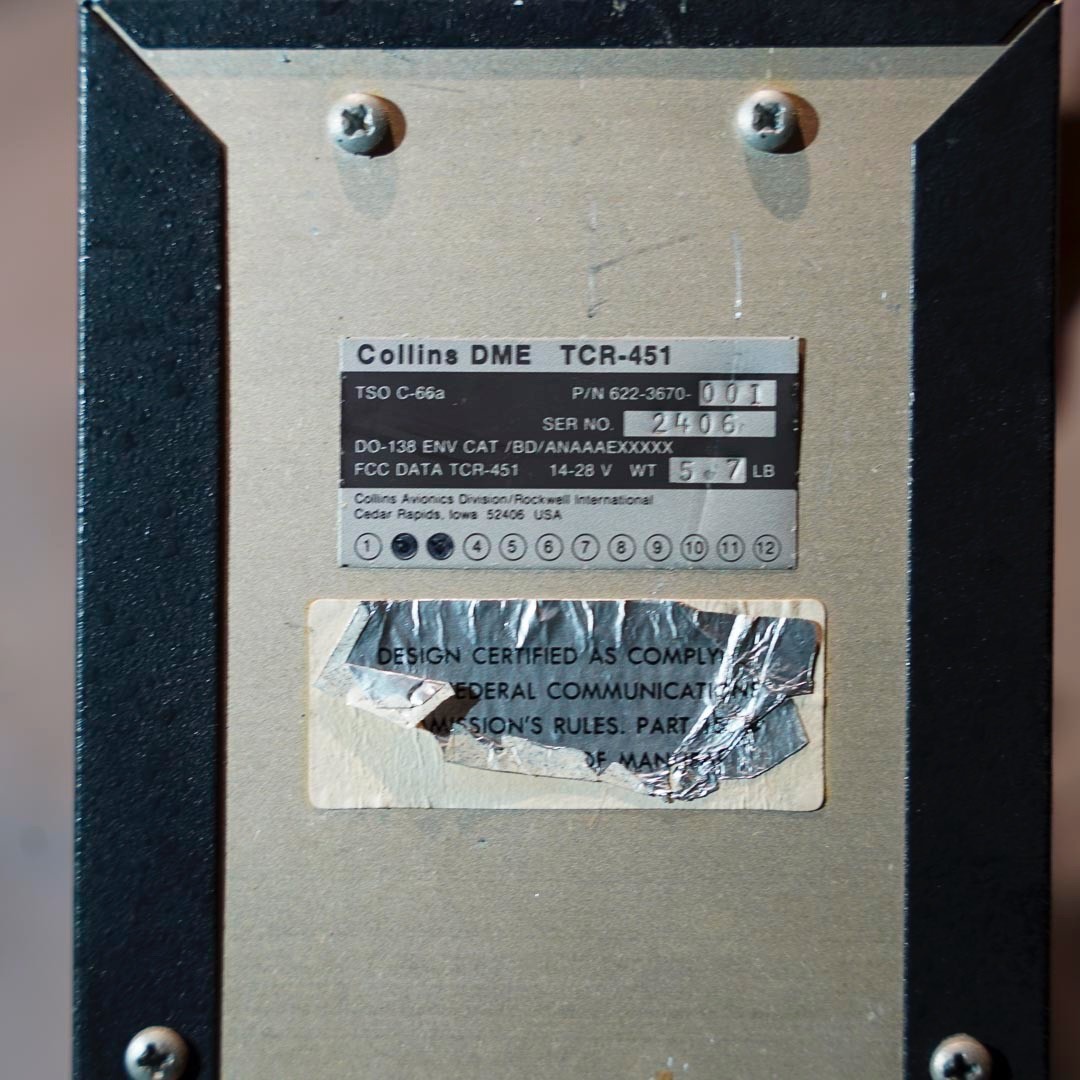 Collins DME TCR-451
TSO C-66a P/N 622-3670-001
SER NO. 2406
DO-138 ENV CAT /BD/ANAAAEXXXXX
FCC DATA TCR-451 14-28 V WT 5.7 LB
Collins Avionics Division/Rockwell International
Cedar Rapids, Iowa 52406 USA
1 4 5 6 7 8 9 10 11 12
DESIGN CERTIFIED AS COMPLY
EDERAL COMMUNICATIONS
MISSION'S RULES. PART
OF